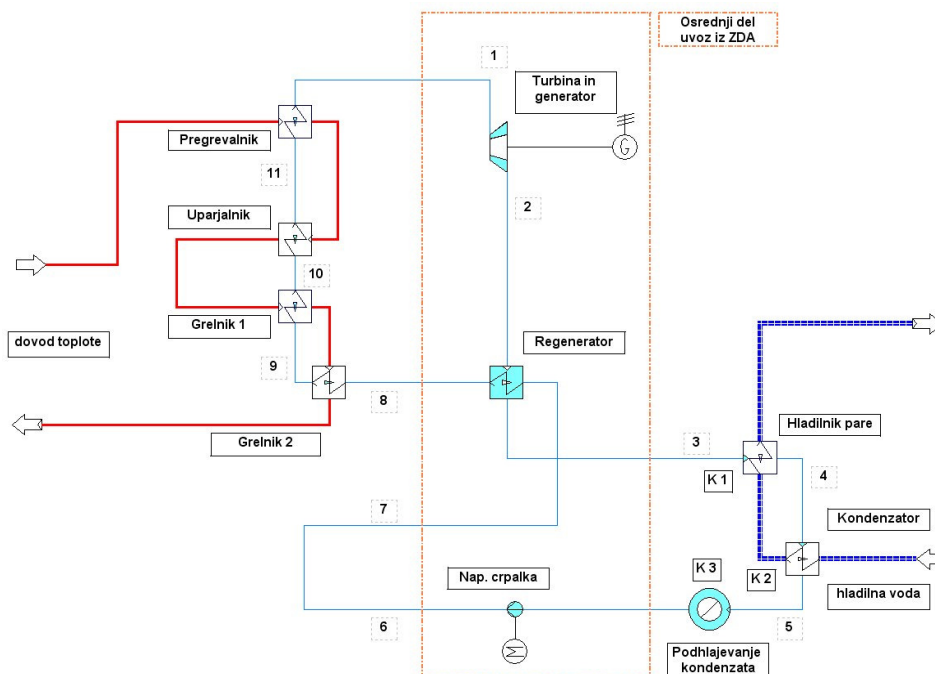 Osrednji del
uvoz iz ZDA
1
Turbina in
generator
G
Pregrevalnik
11
2
Uparjalnik
10
Grelnik 1
dovod toplote
9
Regenerator
8
Grelnik 2
Hladilnik pare
3
K 1
4
7
Kondenzator
Nap. crpalka
K 3
K 2
hladilna voda
6
5
M
Podhlajevanje
kondenzata